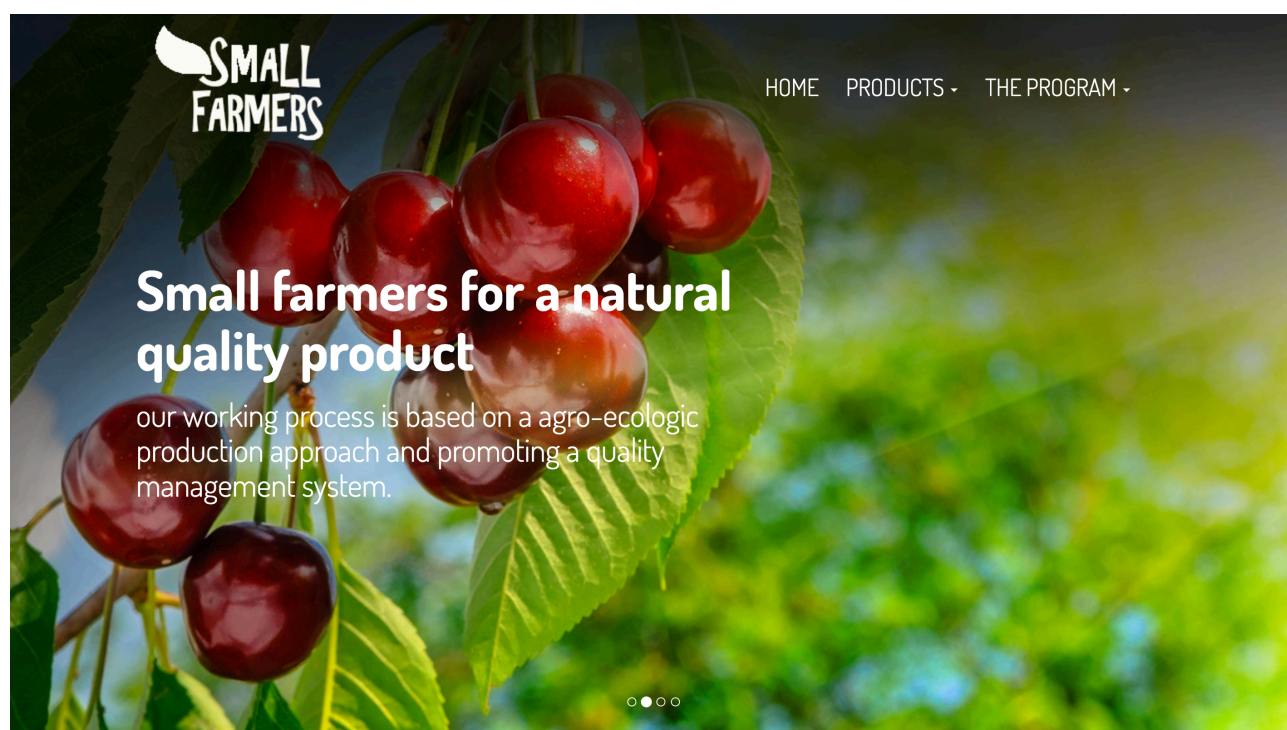 SMALL
FARMERS
HOME PRODUCTS THE PROGRAM
Small farmers for a natural
quality product
our working process is based on a agro-ecologic
production approach and promoting a quality
management system.